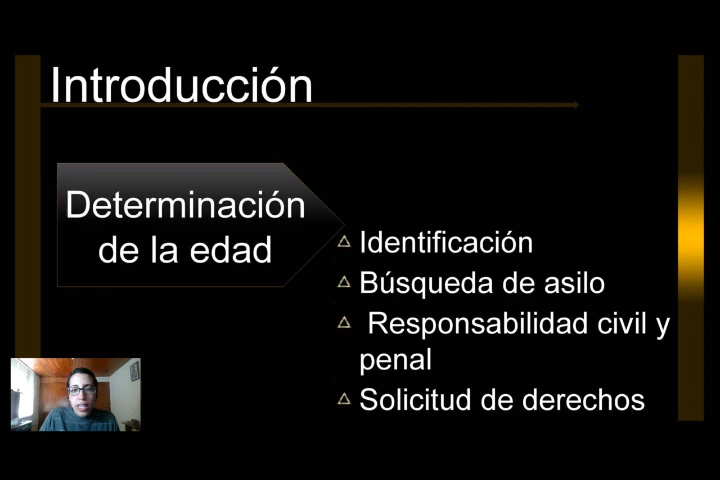 Introducción
Determinación
de la edad
Identificación
Búsqueda de asilo
Responsabilidad civil y
penal
Solicitud de derechos